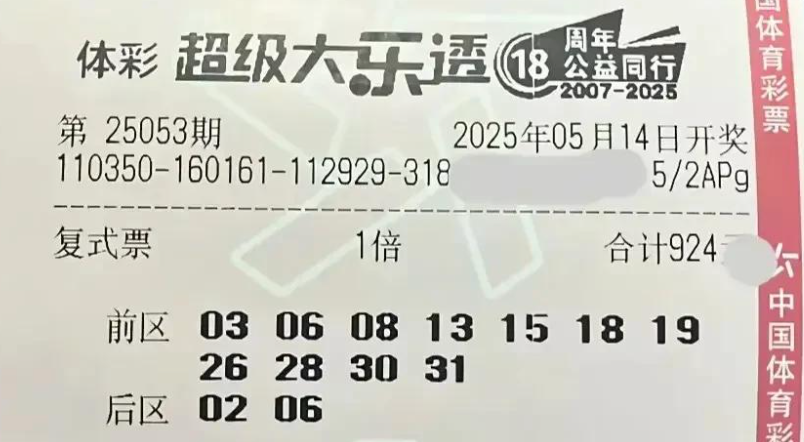 体彩 超级大乐透 18 周年
公益同行
2007-2025
第 25053期 2025年05月14日开奖
110350-160161-112929-318 5/2APg
复式票 1倍 合计924
前区 03 06 08 13 15 18 19
26 28 30 31
后区 02 06
国体育彩票
中国体育彩